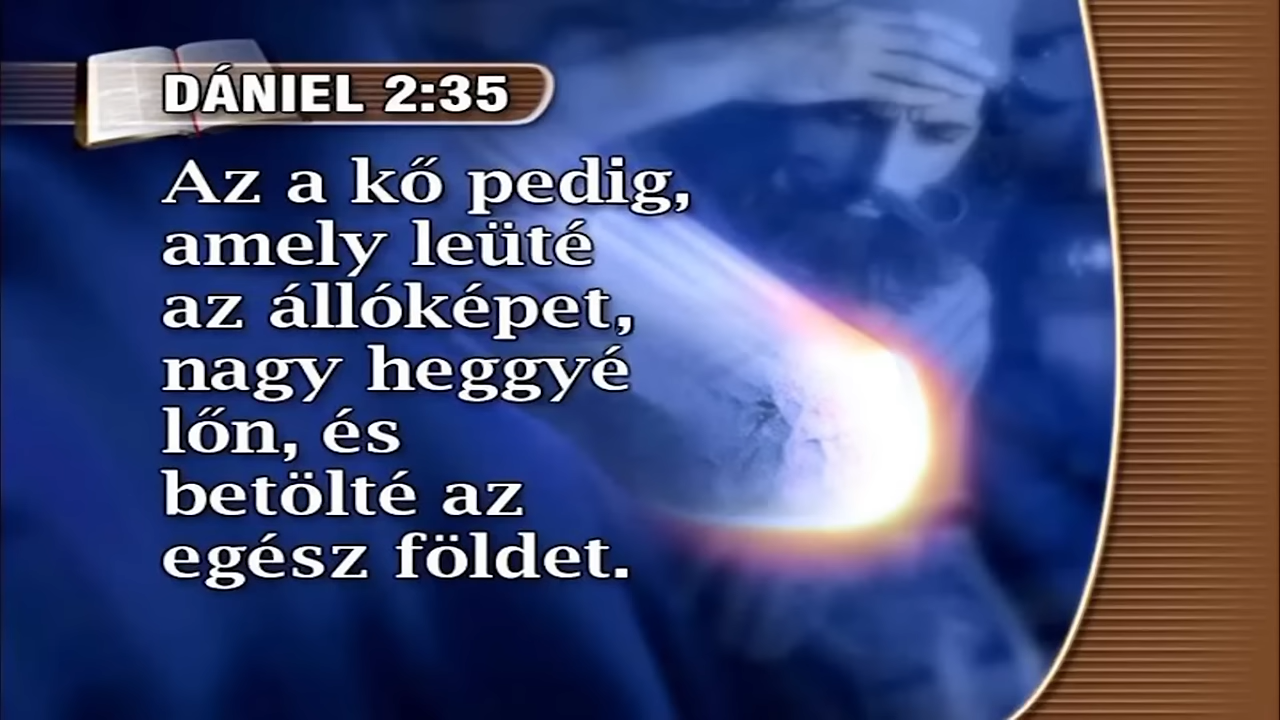 DÁNIEL 2:35
Az a kő pedig,
amely leüté
az állóképet,
nagy heggyé
lőn, és
betölté az
egész földet.